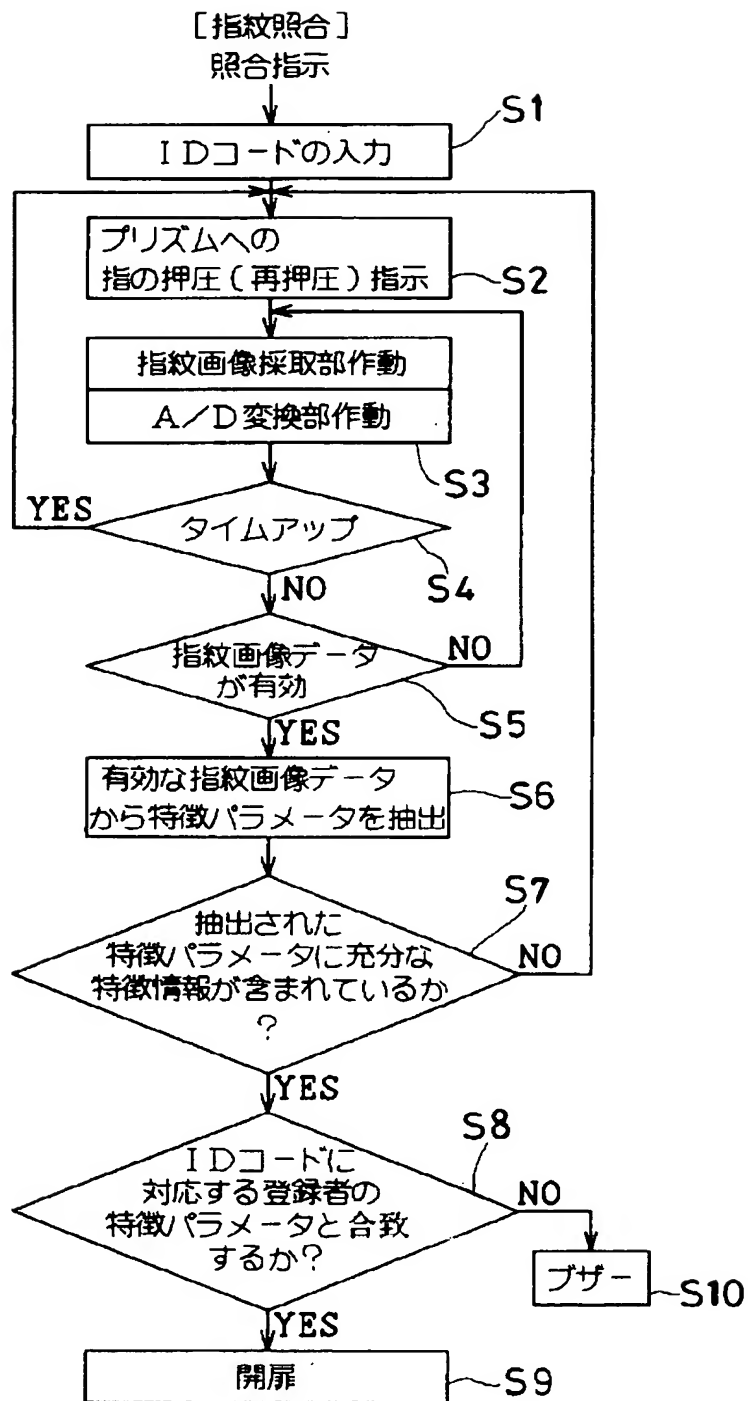 [指紋照合]
照合指示
S1
IDコードの入力
プリズムへの
指の押圧(再押圧)指示
S2
指紋画像採取部作動
A/D変換部作動
S3
YES
タイムアップ
S4
NO
指紋画像データ
が有効
NO
S5
YES
有効な指紋画像データ
から特徴パラメータを抽出
S6
S7
抽出された
特徴パラメータに充分な
特徴情報が含まれているか
?
NO
YES
S8
IDコードに
対応する登録者の
特徴パラメータと合致
するか?
NO
ブザー
S10
YES
開扉
S9